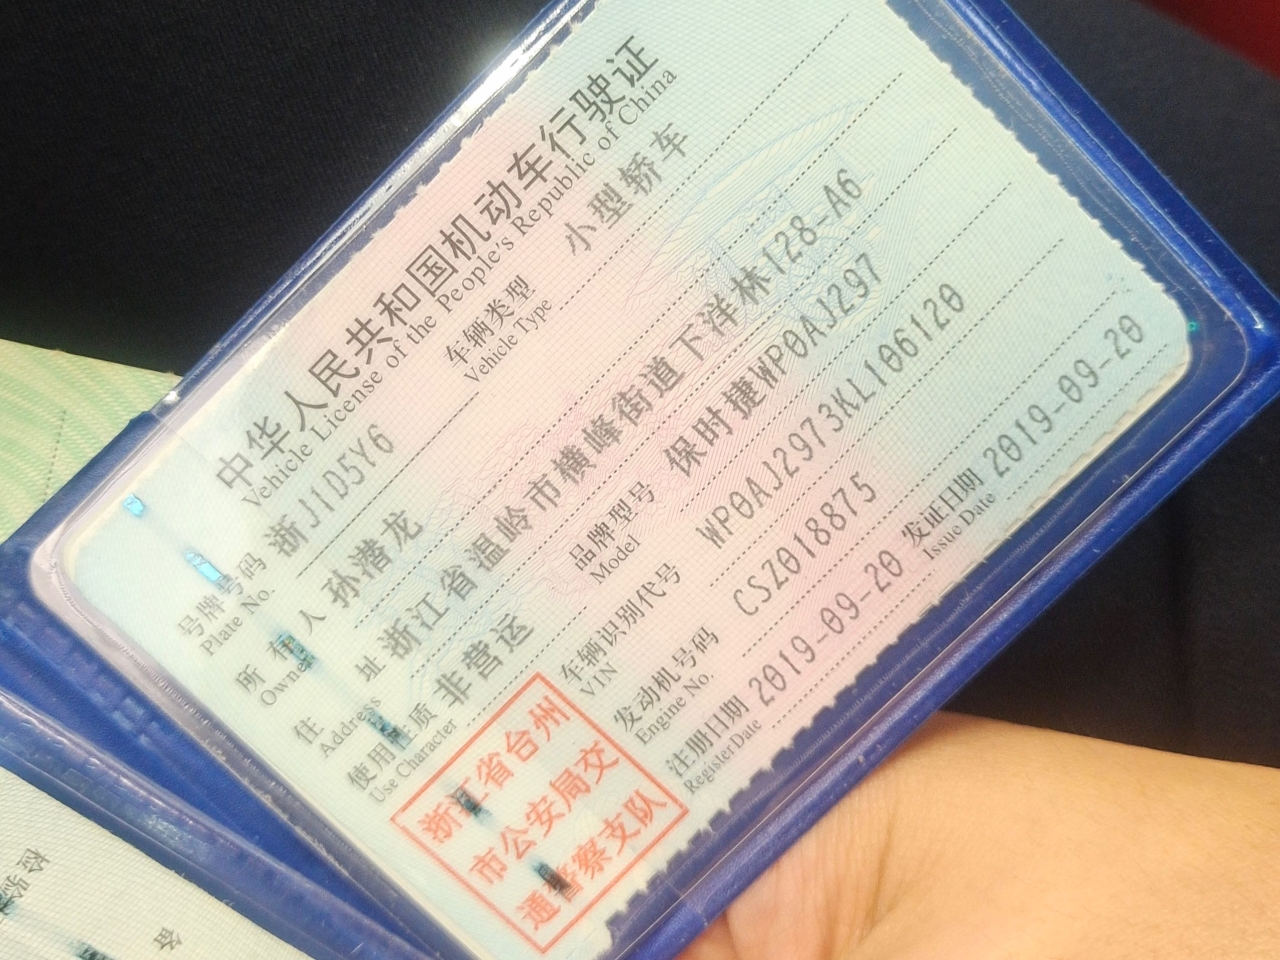 中华人民共和国机动车行驶证
Vehicle License of the People's Republic of China
号牌号码 浙J1D5Y6 车辆类型 小型轿车
Plate No. Vehicle Type
所有人 孙潜龙
Owner
住址 浙江省温岭市横峰街道下洋林128-A6
Address
使用性质 非营运 品牌型号 保时捷WP0AJ297
Use Character Model
车辆识别代号 WP0AJ2973KL106120
VIN
发动机号码 CSZ018875
Engine No.
注册日期 2019-09-20 发证日期 2019-09-20
Register Date Issue Date
浙江省台州
市公安局交
通警察支队
检验
备